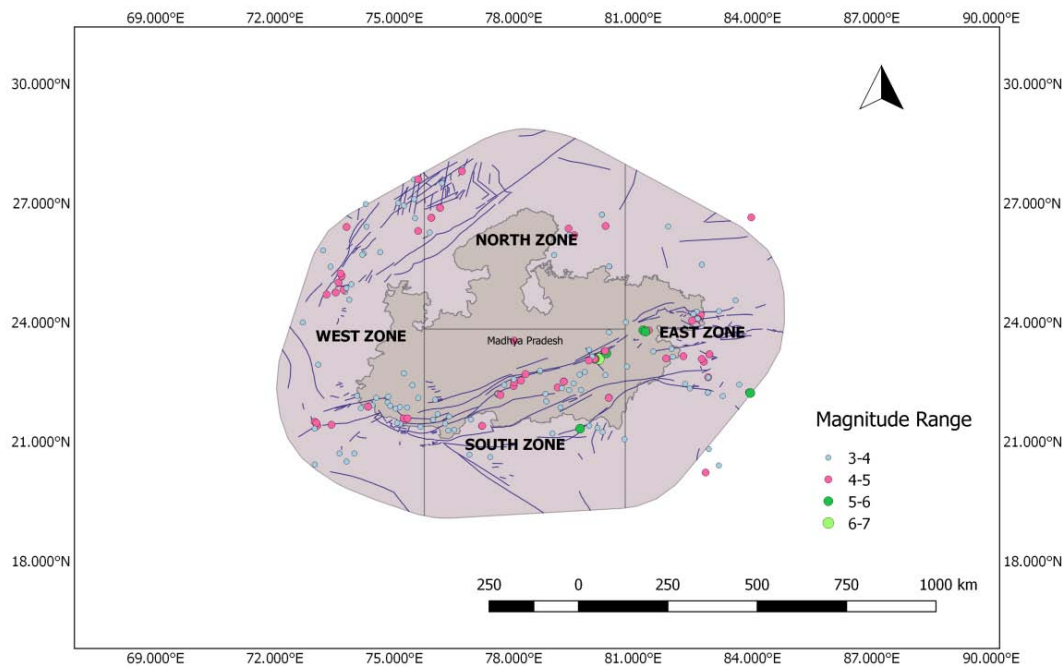 69.000°E 72.000°E 75.000°E 78.000°E 81.000°E 84.000°E 87.000°E 90.000°E
30.000°N 30.000°N
27.000°N 27.000°N
NORTH ZONE
24.000°N 24.000°N
WEST ZONE EAST ZONE
Madhya Pradesh
Magnitude Range
21.000°N 21.000°N
SOUTH ZONE
3-4
4-5
5-6
6-7
18.000°N 18.000°N
250 0 250 500 750 1000 km
69.000°E 72.000°E 75.000°E 78.000°E 81.000°E 84.000°E 87.000°E 90.000°E